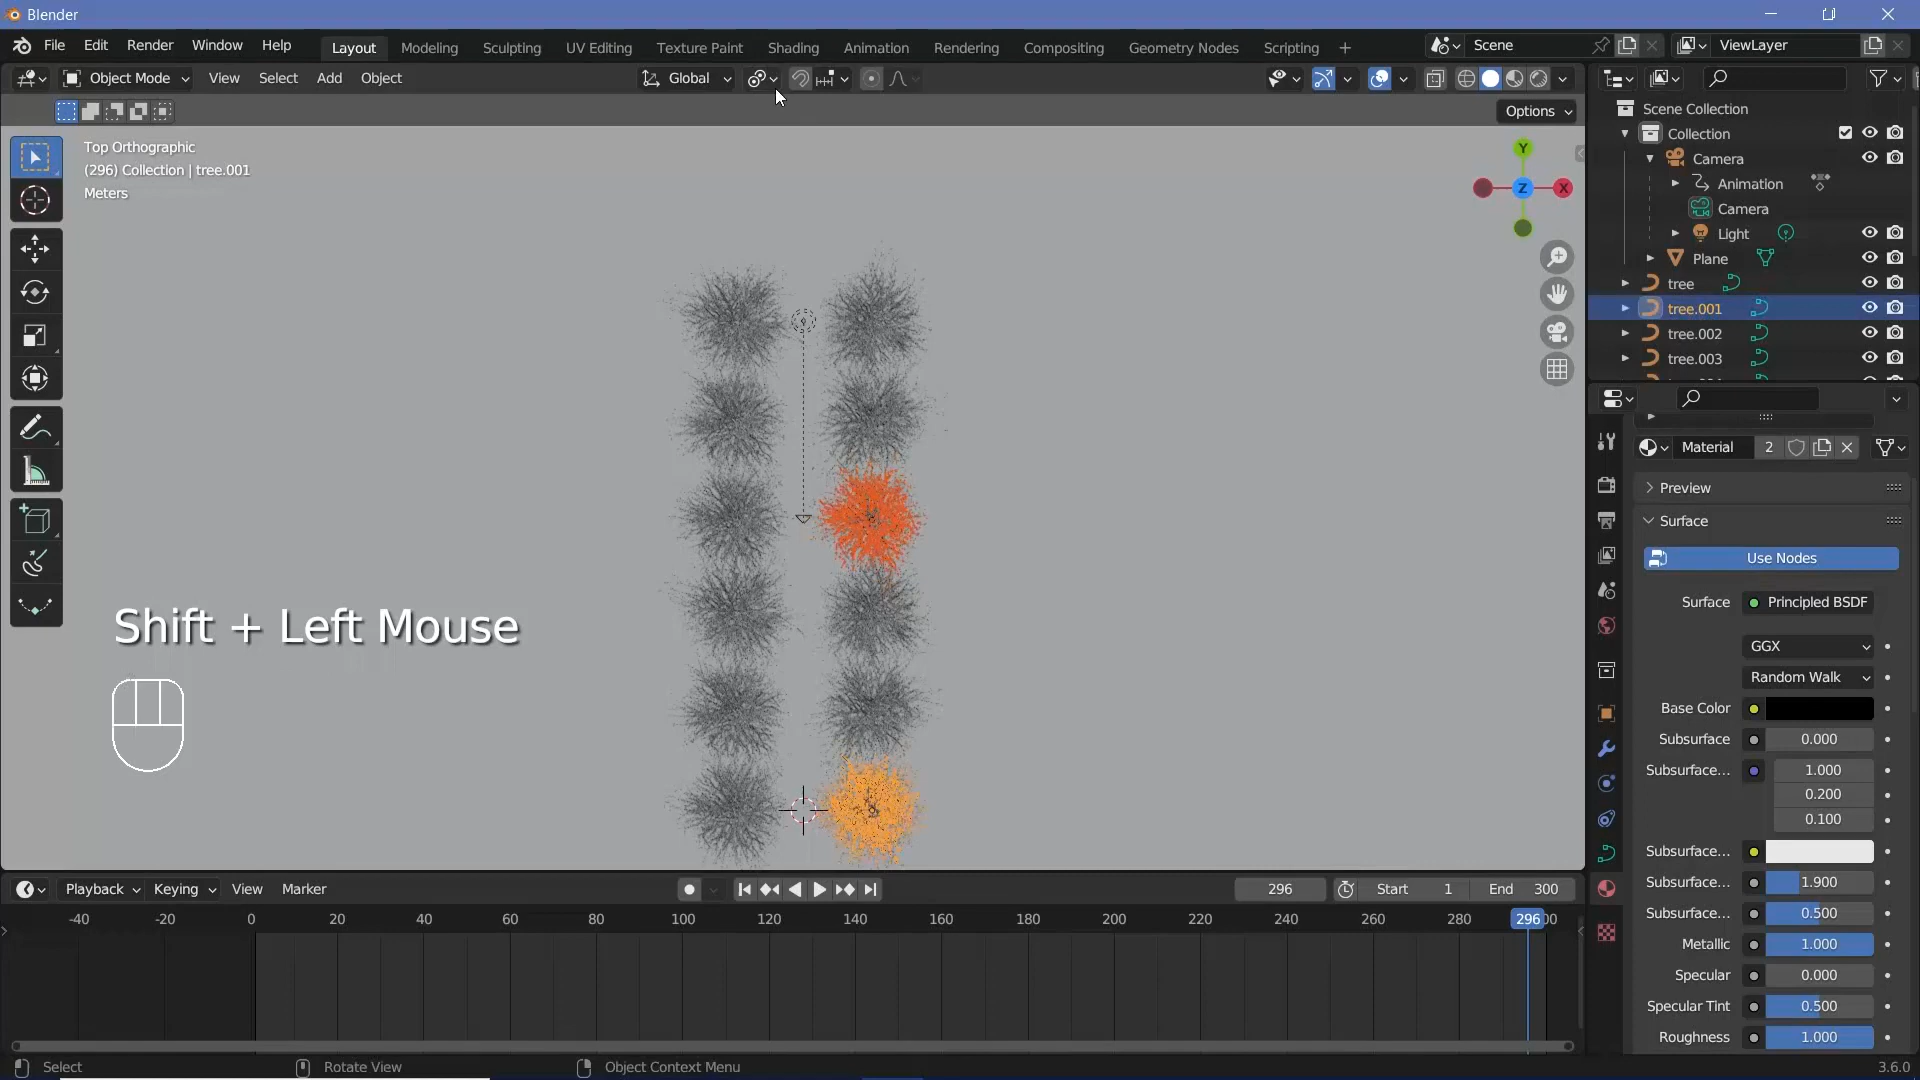 Blender
File Edit Render Window Help
Layout Modeling Sculpting UV Editing Texture Paint Shading Animation Rendering Compositing Geometry Nodes Scripting
Scene
ViewLayer
Object Mode View Select Add Object
Global
Options
Top Orthographic
(296) Collection | tree.001
Meters
Y
Z
X
Scene Collection
Collection
Camera
Animation
Camera
Light
Plane
tree
tree.001
tree.002
tree.003
Material 2
Preview
Surface
Use Nodes
Surface Principled BSDF
GGX
Random Walk
Base Color
Subsurface 0.000
Subsurface... 1.000
0.200
0.100
Subsurface...
Subsurface... 1.900
Subsurface... 0.500
Metallic 1.000
Specular 0.000
Specular Tint 0.500
Roughness 1.000
Shift + Left Mouse
Playback Keying View Marker
296 Start 1 End 300
-40 -20 0 20 40 60 80 100 120 140 160 180 200 220 240 260 280 296
Select Rotate View Object Context Menu
3.6.0